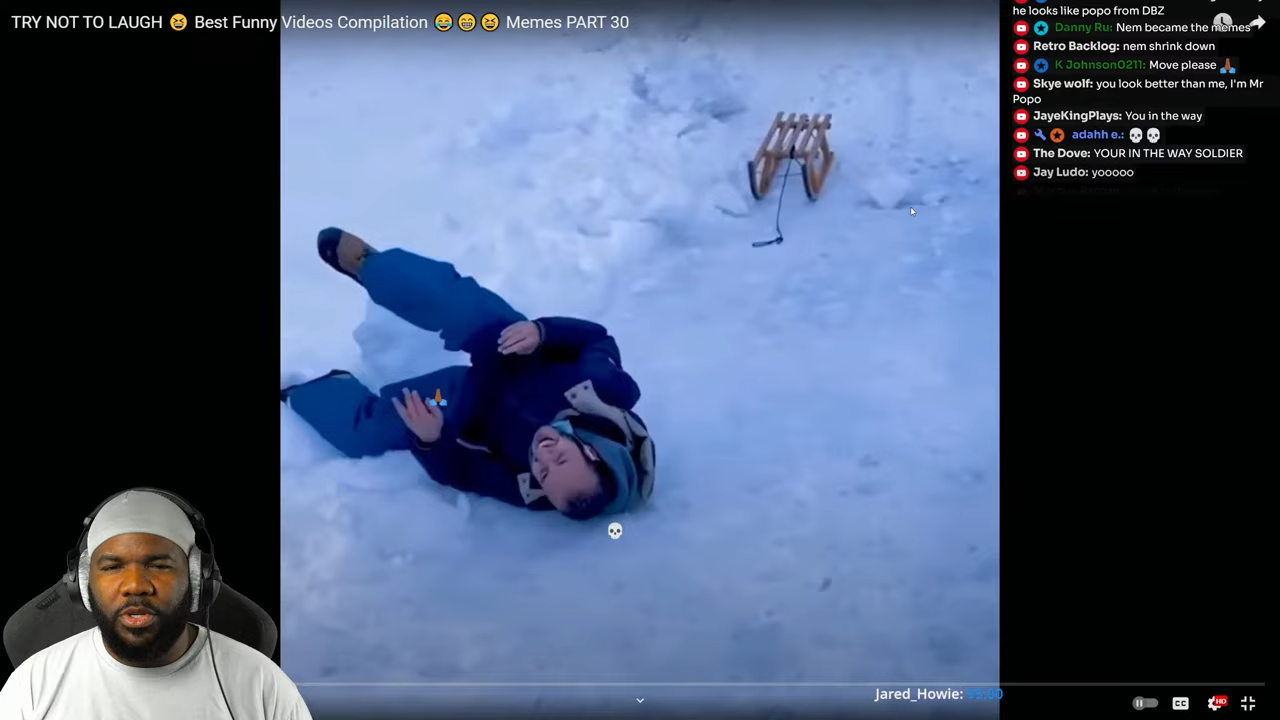 TRY NOT TO LAUGH 😆 Best Funny Videos Compilation 😂😁😆 Memes PART 30
he looks like popo from DBZ
Danny Ru: Nem became the memes
Retro Backlog: nem shrink down
K Johnson0211: Move please 🙏🏾
Skye wolf: you look better than me, I'm Mr
Popo
JayeKingPlays: You in the way
adahh e.: 💀💀
The Dove: YOUR IN THE WAY SOLDIER
Jay Ludo: yooooo
Jared_Howie:
CC
HD